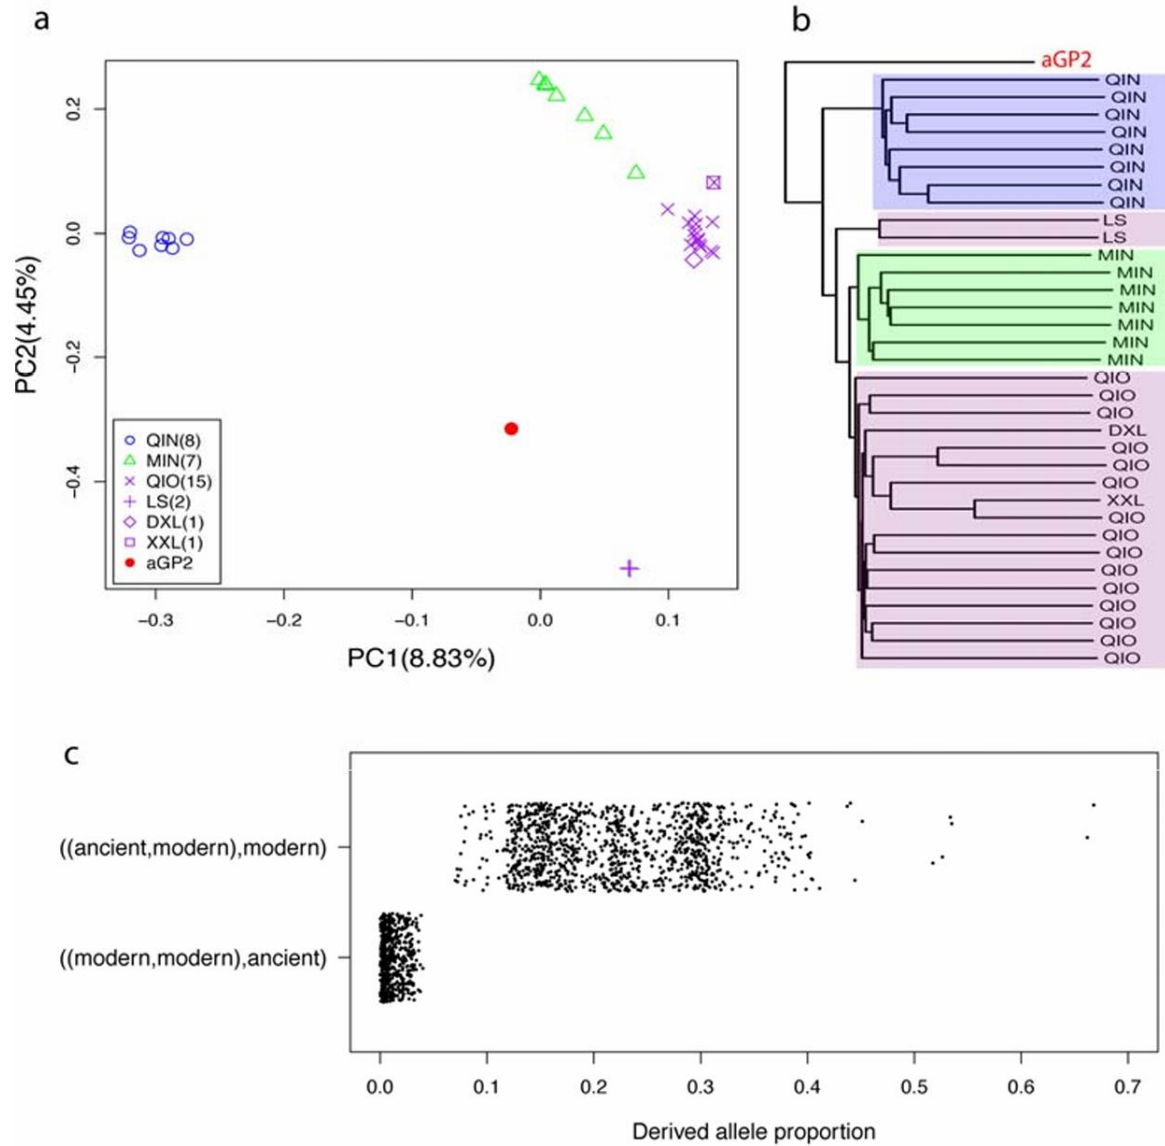 a
0.2
0.0
−0.2
−0.4
PC2(4.45%)
QIN(8)
MIN(7)
QIO(15)
LS(2)
DXL(1)
XXL(1)
aGP2
−0.3
−0.2
−0.1
0.0
0.1
PC1(8.83%)
b
aGP2
QIN
QIN
QIN
QIN
QIN
QIN
QIN
QIN
LS
LS
MIN
MIN
MIN
MIN
MIN
MIN
MIN
QIO
QIO
QIO
DXL
QIO
QIO
QIO
XXL
QIO
QIO
QIO
QIO
QIO
QIO
QIO
QIO
QIO
c
((ancient,modern),modern)
((modern,modern),ancient)
0.0
0.1
0.2
0.3
0.4
0.5
0.6
0.7
Derived allele proportion